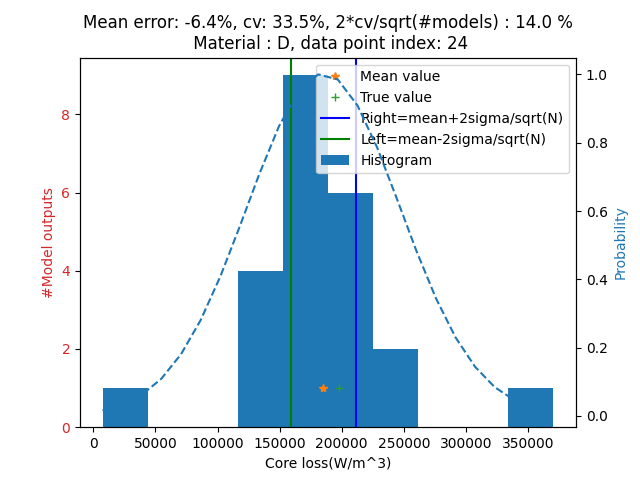 Mean error: -6.4%, cv: 33.5%, 2*cv/sqrt(#models) : 14.0 %
Material : D, data point index: 24
Mean value
True value
Right=mean+2sigma/sqrt(N)
Left=mean-2sigma/sqrt(N)
Histogram
#Model outputs
0
2
4
6
8
Probability
0.0
0.2
0.4
0.6
0.8
1.0
0
50000
100000
150000
200000
250000
300000
350000
Core loss(W/m^3)